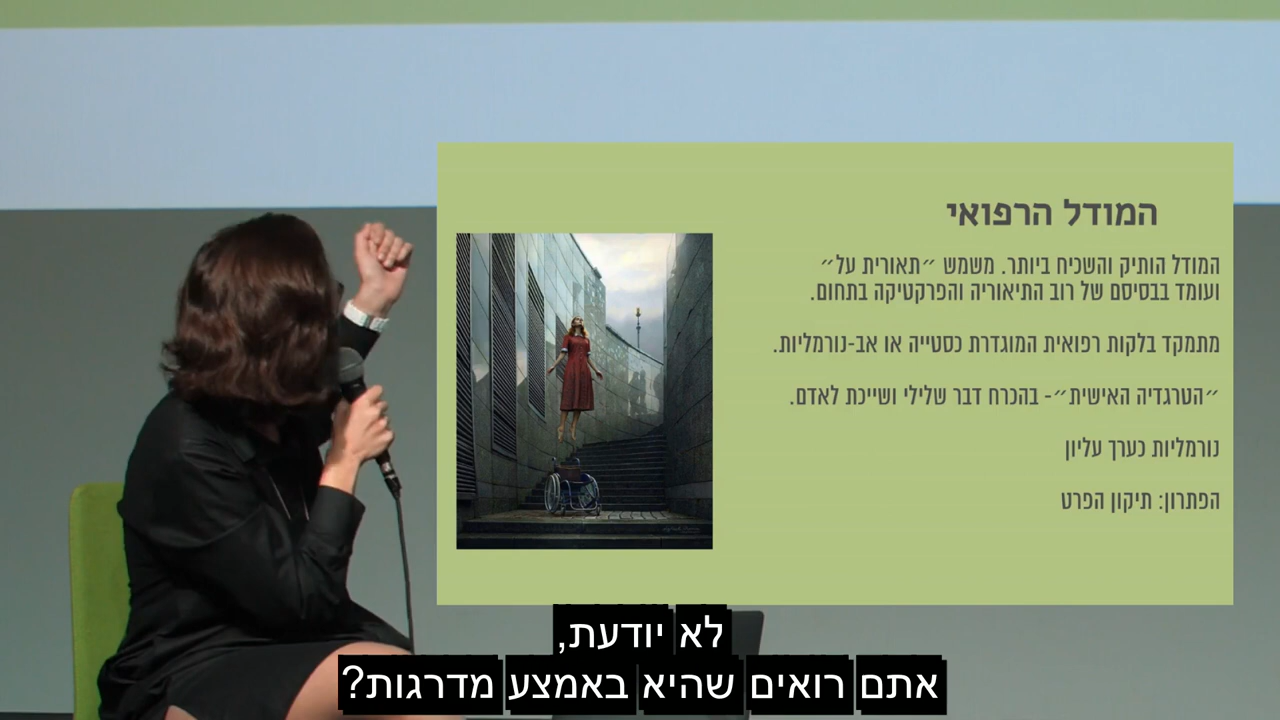 המודל הרפואי
המודל הותיק והשכיח ביותר. משמש ״תאורית על״
ועומד בבסיסם של רוב התיאוריה והפרקטיקה בתחום.
מתמקד בלקות רפואית המוגדרת כסטייה או אב-נורמליות.
״הטרגדיה האישית״- בהכרח דבר שלילי ושייכת לאדם.
נורמליות כערך עליון
הפתרון: תיקון הפרט
לא יודעת,
אתם רואים שהיא באמצע מדרגות?